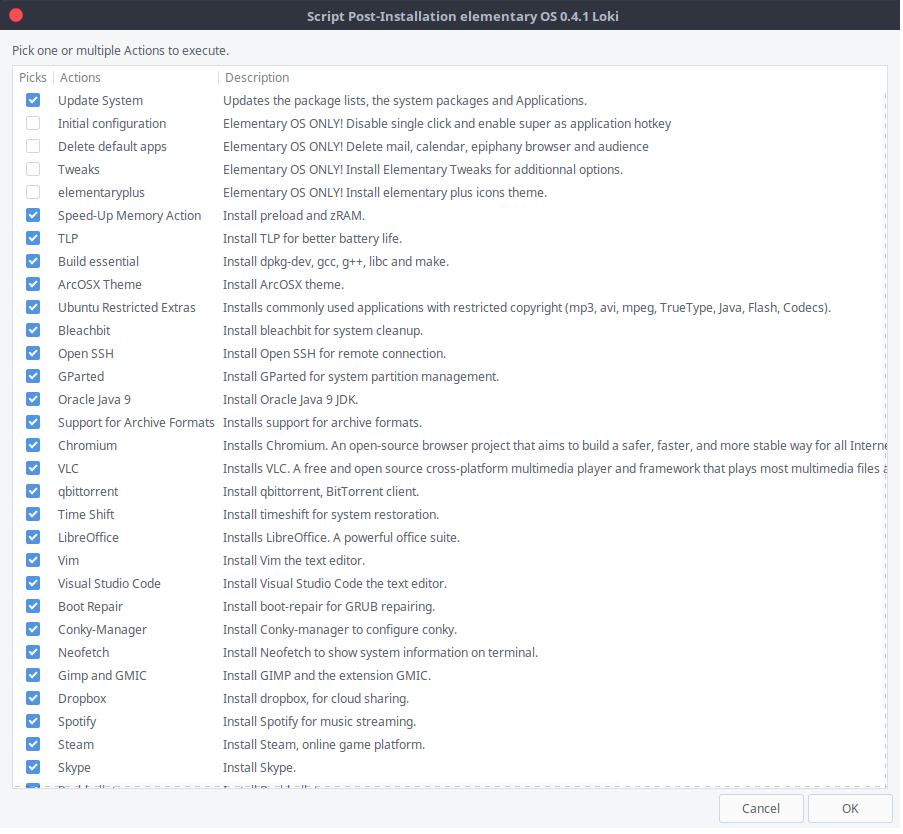 Script Post-Installation elementary OS 0.4.1 Loki
Pick one or multiple Actions to execute.
Picks Actions Description
Update System Updates the package lists, the system packages and Applications.
Initial configuration Elementary OS ONLY! Disable single click and enable super as application hotkey
Delete default apps Elementary OS ONLY! Delete mail, calendar, epiphany browser and audience
Tweaks Elementary OS ONLY! Install Elementary Tweaks for additionnal options.
elementaryplus Elementary OS ONLY! Install elementary plus icons theme.
Speed-Up Memory Action Install preload and zRAM.
TLP Install TLP for better battery life.
Build essential Install dpkg-dev, gcc, g++, libc and make.
ArcOSX Theme Install ArcOSX theme.
Ubuntu Restricted Extras Installs commonly used applications with restricted copyright (mp3, avi, mpeg, TrueType, Java, Flash, Codecs).
Bleachbit Install bleachbit for system cleanup.
Open SSH Install Open SSH for remote connection.
GParted Install GParted for system partition management.
Oracle Java 9 Install Oracle Java 9 JDK.
Support for Archive Formats Installs support for archive formats.
Chromium Installs Chromium. An open-source browser project that aims to build a safer, faster, and more stable way for all Interne
VLC Installs VLC. A free and open source cross-platform multimedia player and framework that plays most multimedia files a
qbittorrent Install qbittorrent, BitTorrent client.
Time Shift Install timeshift for system restoration.
LibreOffice Installs LibreOffice. A powerful office suite.
Vim Install Vim the text editor.
Visual Studio Code Install Visual Studio Code the text editor.
Boot Repair Install boot-repair for GRUB repairing.
Conky-Manager Install Conky-manager to configure conky.
Neofetch Install Neofetch to show system information on terminal.
Gimp and GMIC Install GIMP and the extension GMIC.
Dropbox Install dropbox, for cloud sharing.
Spotify Install Spotify for music streaming.
Steam Install Steam, online game platform.
Skype Install Skype.
Cancel OK